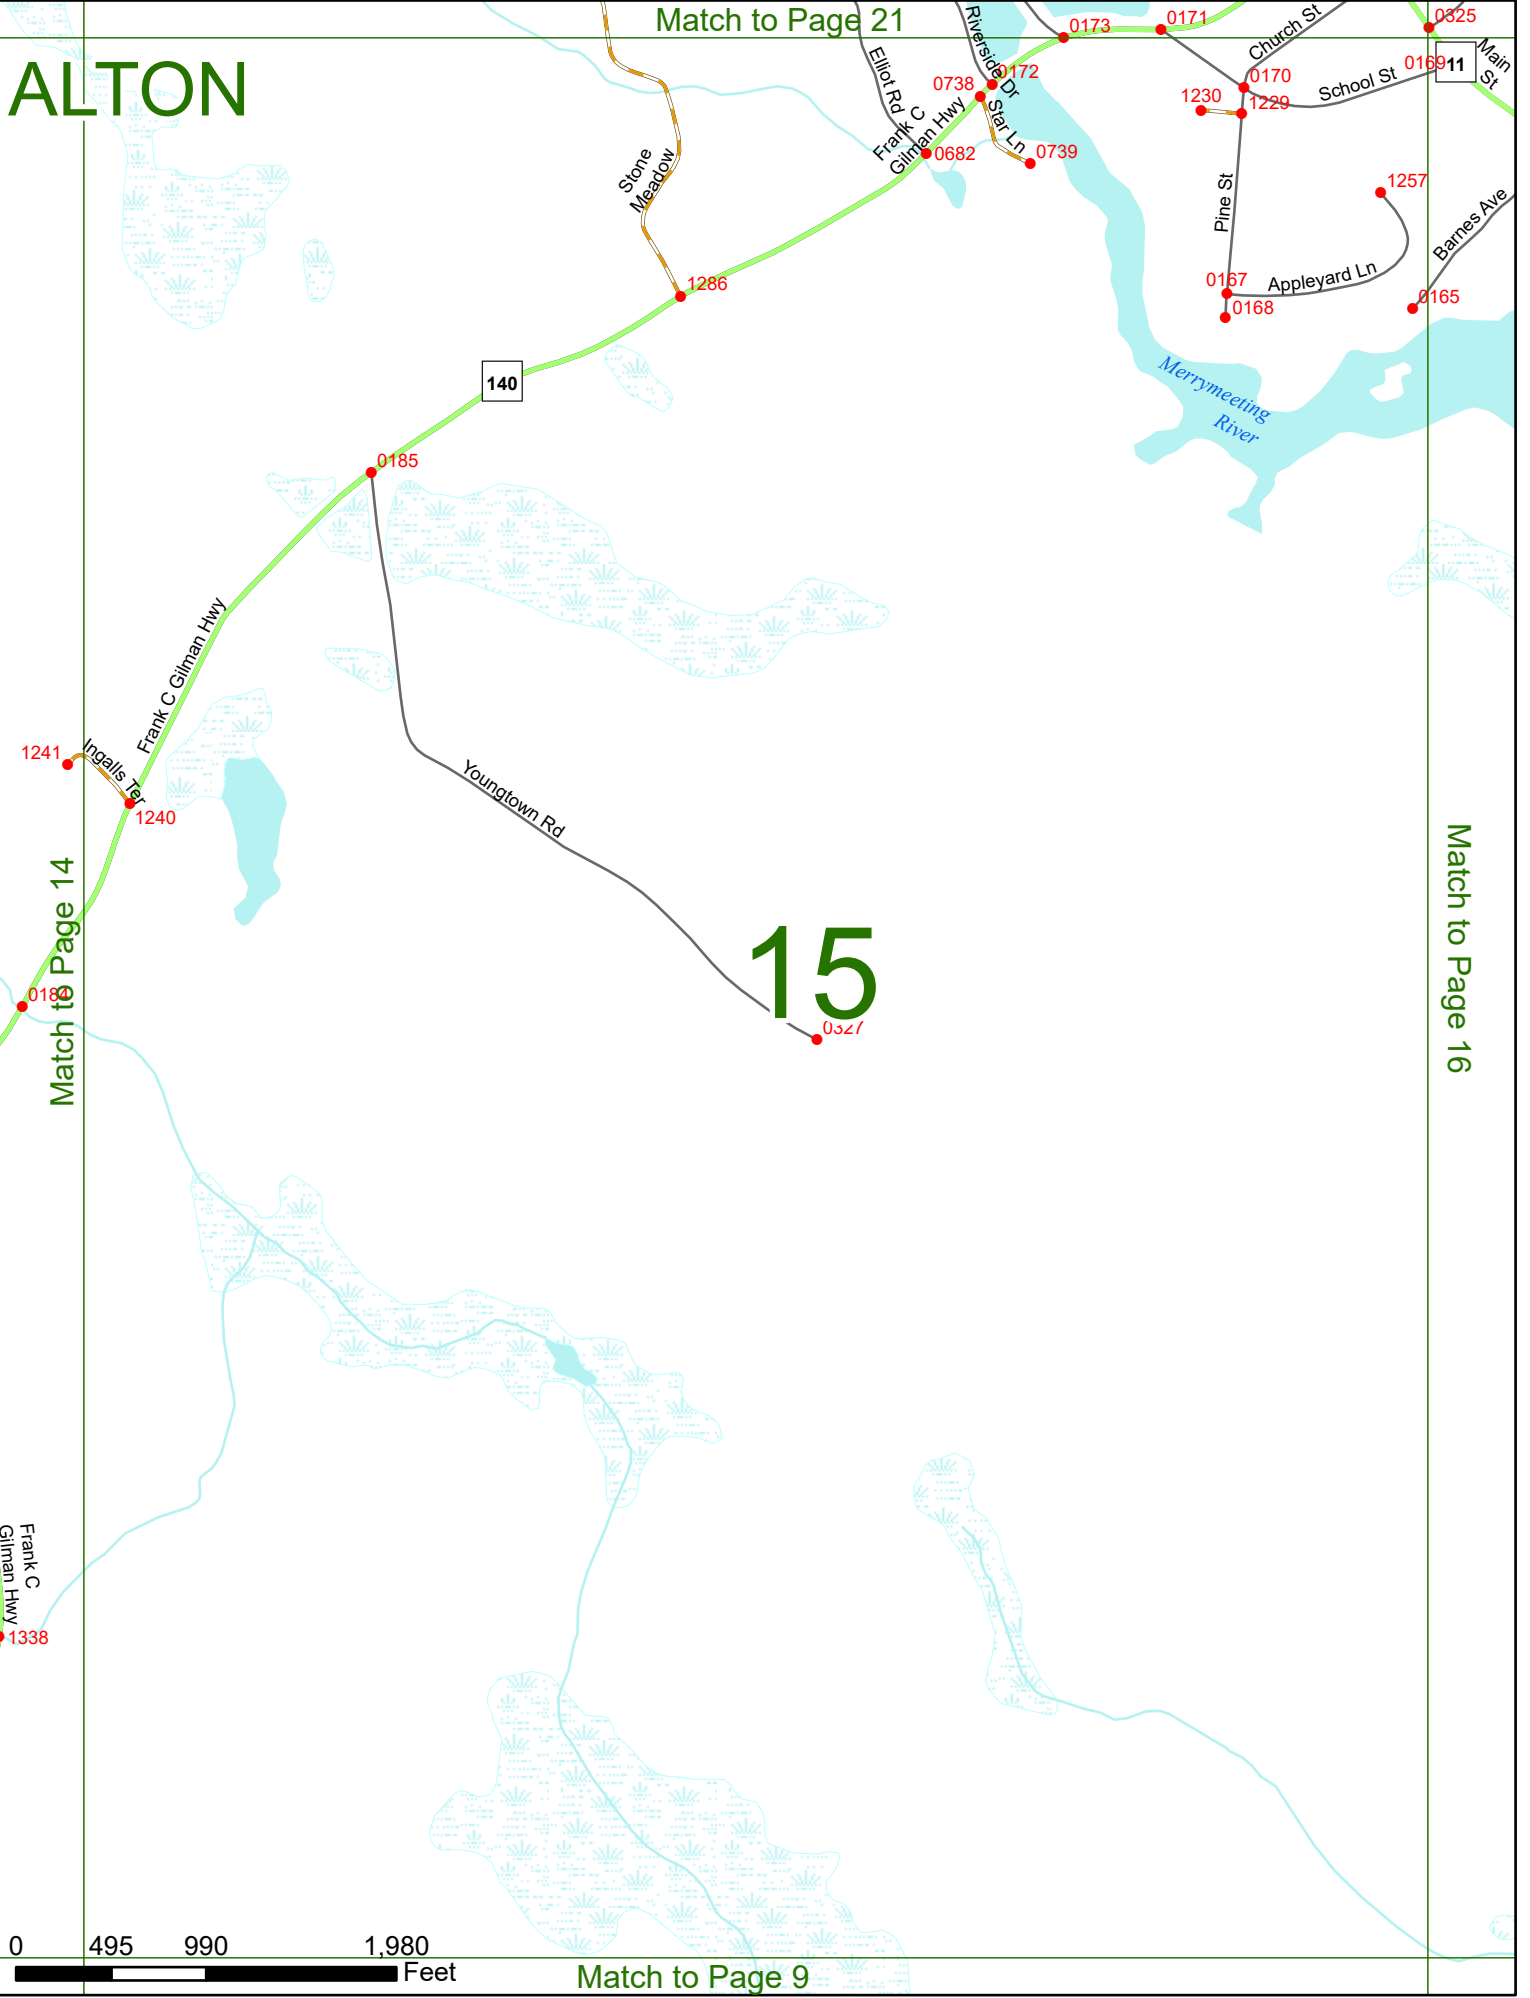 Match to Page 21
ALTON
0173
0171
0325
Church St
Main
St
0169
11
Riverside Dr
Elliot Rd
0172
0738
0170
School St
1230
1229
Frank C
Gilman Hwy
Star Ln
0682
0739
Stone
Meadow
Pine St
1257
Barnes Ave
1286
0167
Appleyard Ln
0168
0165
Merrymeeting
River
140
0185
Frank C Gilman Hwy
1241
Ingalls Ter
1240
Youngtown Rd
Match to Page 14
Match to Page 16
15
0184
0327
Frank C
Gilman Hwy
1338
0 495 990 1,980
Feet
Match to Page 9